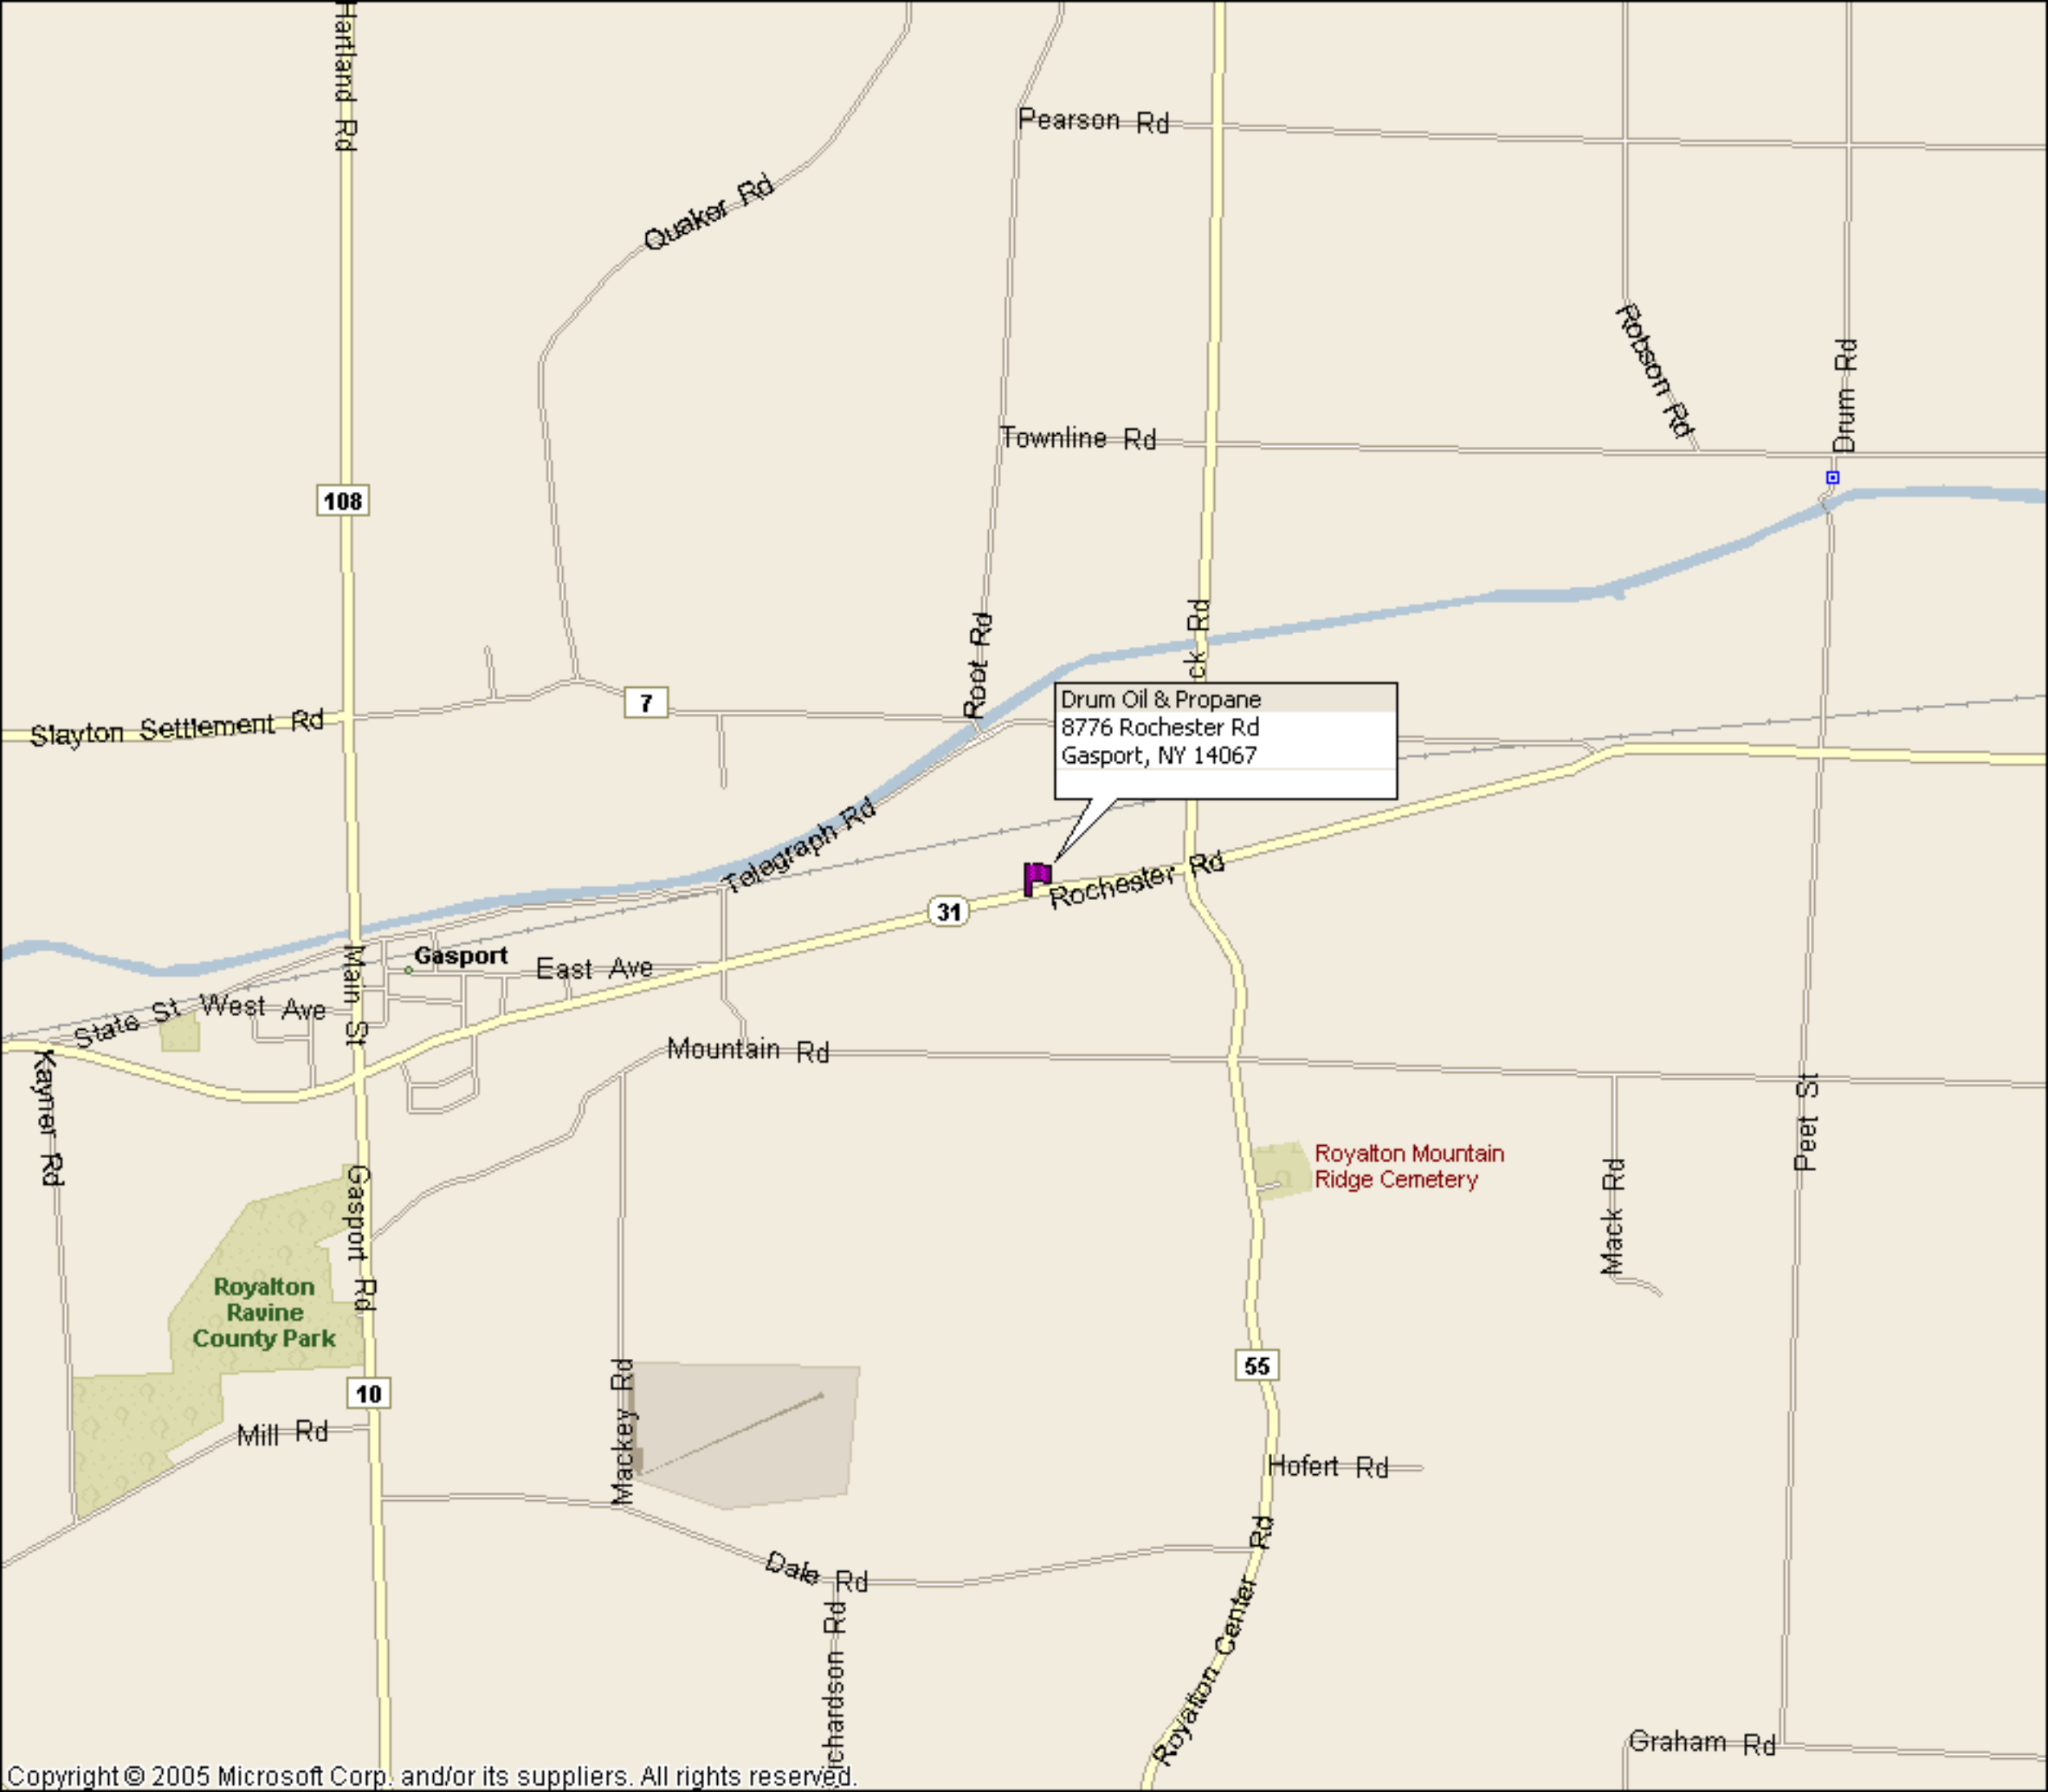 Hartland Rd
Pearson Rd
Quaker Rd
Robson Rd
Drum Rd
Townline Rd
108
Root Rd
ck Rd
7
Slayton Settlement Rd
Drum Oil & Propane
8776 Rochester Rd
Gasport, NY 14067
Telegraph Rd
Rochester Rd
31
Gasport
East Ave
Main St
West Ave
State St
Kayner Rd
Mountain Rd
Peet St
Royalton Mountain
Ridge Cemetery
Mack Rd
Gasport Rd
Royalton
Ravine
County Park
55
10
Mackey Rd
Mill Rd
Hofert Rd
Dale Rd
Royalton Center Rd
chardson Rd
Graham Rd
Copyright © 2005 Microsoft Corp. and/or its suppliers. All rights reserved.